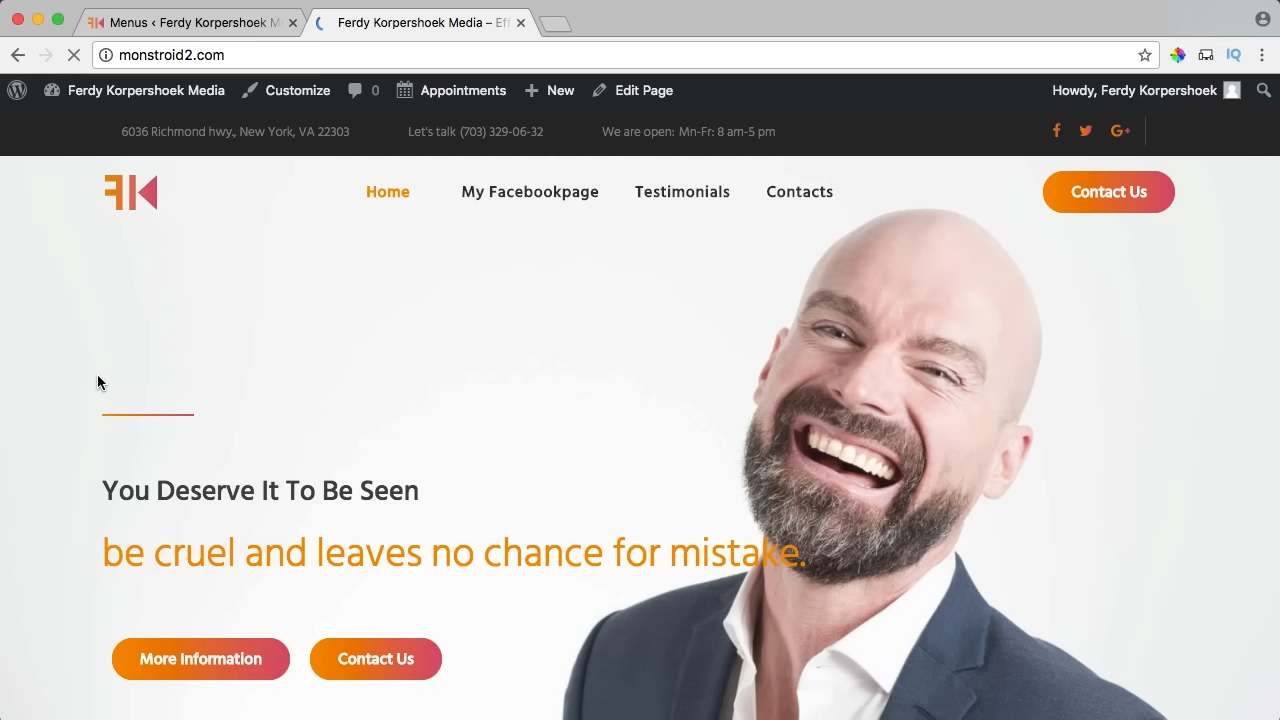 Menus ‹ Ferdy Korpershoek M
Ferdy Korpershoek Media – Eff
monstroid2.com
IQ
Ferdy Korpershoek Media
Customize
0
Appointments
New
Edit Page
Howdy, Ferdy Korpershoek
6036 Richmond hwy., New York, VA 22303
Let's talk (703) 329-06-32
We are open: Mn-Fr: 8 am-5 pm
Home
My Facebookpage
Testimonials
Contacts
Contact Us
You Deserve It To Be Seen
be cruel and leaves no chance for mistake.
More Information
Contact Us